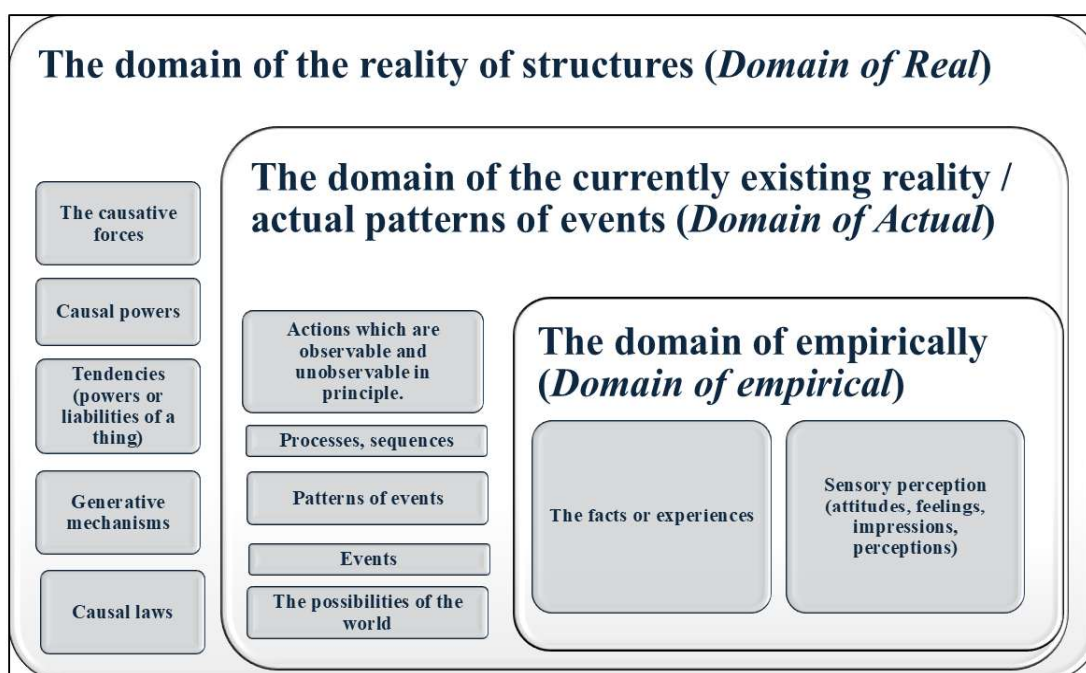 The domain of the reality of structures (Domain of Real)
The causative
forces
Causal powers
Tendencies
(powers or
liabilities of a
thing)
Generative
mechanisms
Causal laws
The domain of the currently existing reality /
actual patterns of events (Domain of Actual)
Actions which are
observable and
unobservable in
principle.
Processes, sequences
Patterns of events
Events
The possibilities of the
world
The domain of empirically
(Domain of empirical)
The facts or experiences
Sensory perception
(attitudes, feelings,
impressions,
perceptions)